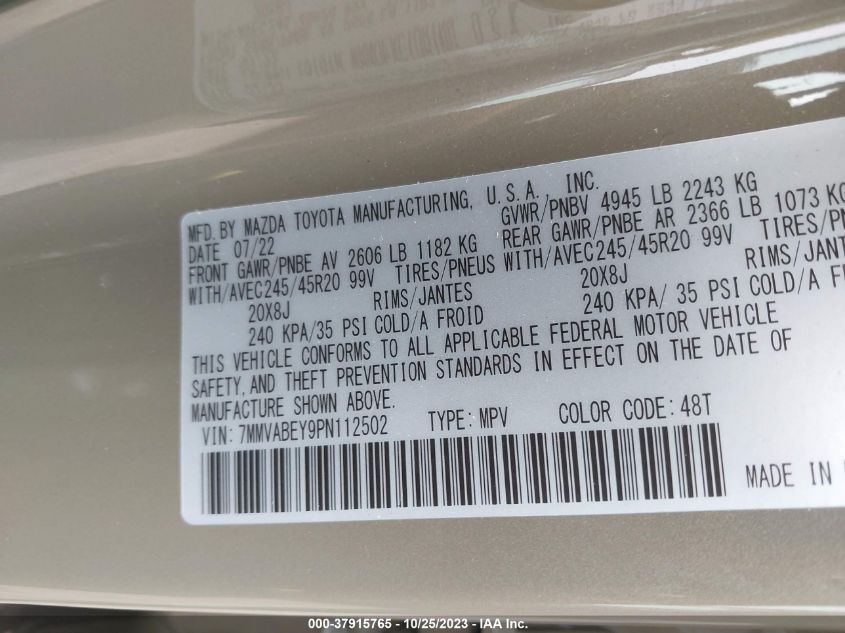 MFD. BY MAZDA TOYOTA MANUFACTURING, U.S.A., INC.
DATE 07/22 GVWR/PNBV 4945 LB 2243 KG
FRONT GAWR/PNBE AV 2606 LB 1182 KG REAR GAWR/PNBE AR 2366 LB 1073 KG
WITH/AVEC245/45R20 99V TIRES/PNEUS WITH/AVEC245/45R20 99V TIRES/PN
20X8J RIMS/JANTES 20X8J RIMS/JANTES
240 KPA/35 PSI COLD/A FROID 240 KPA/ 35 PSI COLD/A FR
THIS VEHICLE CONFORMS TO ALL APPLICABLE FEDERAL MOTOR VEHICLE
SAFETY, AND THEFT PREVENTION STANDARDS IN EFFECT ON THE DATE OF
MANUFACTURE SHOWN ABOVE.
VIN: 7MMVABEY9PN112502 TYPE: MPV COLOR CODE: 48T
MADE IN
000-37915765 - 10/25/2023 - IAA Inc.